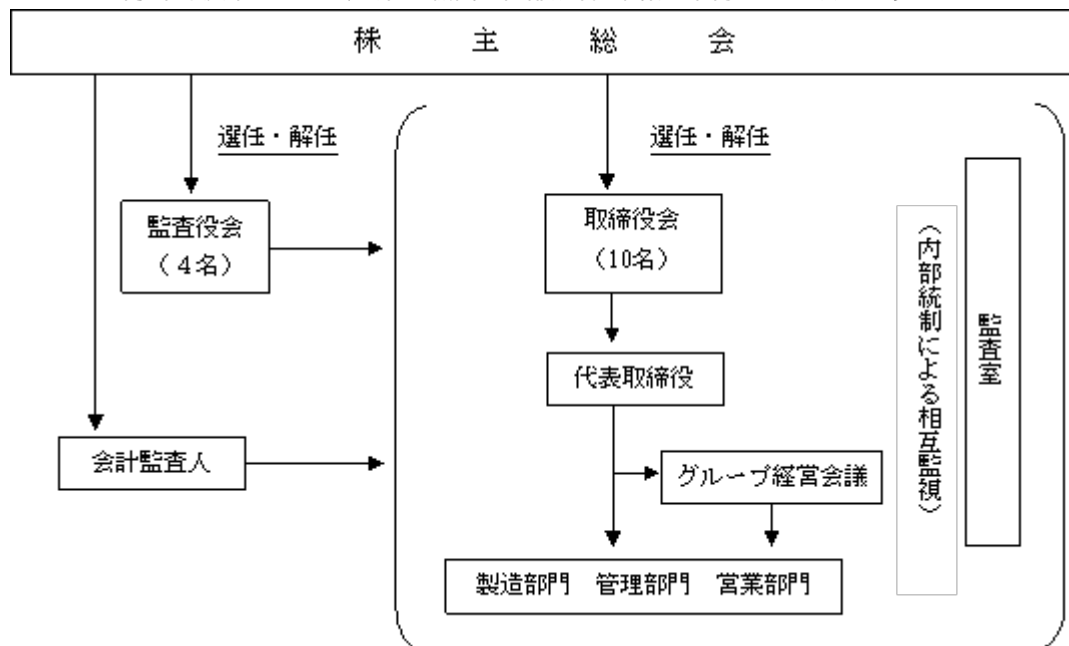 株主総会
選任・解任
選任・解任
監査役会
（4名）
取締役会
（10名）
代表取締役
会計監査人
グループ経営会議
製造部門 管理部門 営業部門
（内部統制による相互監視）
監査室